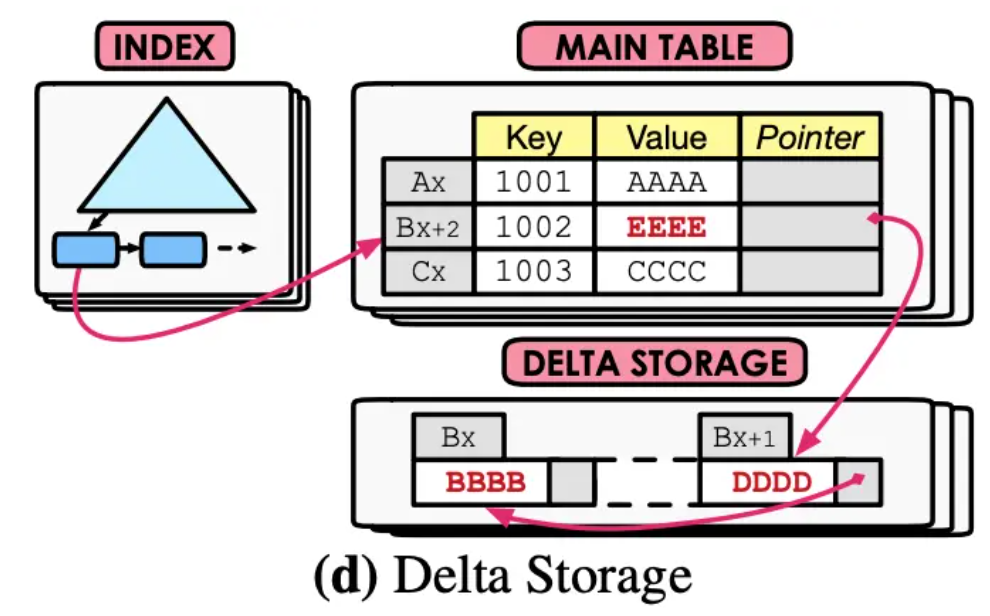 INDEX
MAIN TABLE
Key Value Pointer
Ax 1001 AAAA
Bx+2 1002 EEEE
Cx 1003 CCCC
DELTA STORAGE
Bx Bx+1
BBBB DDDD
(d) Delta Storage